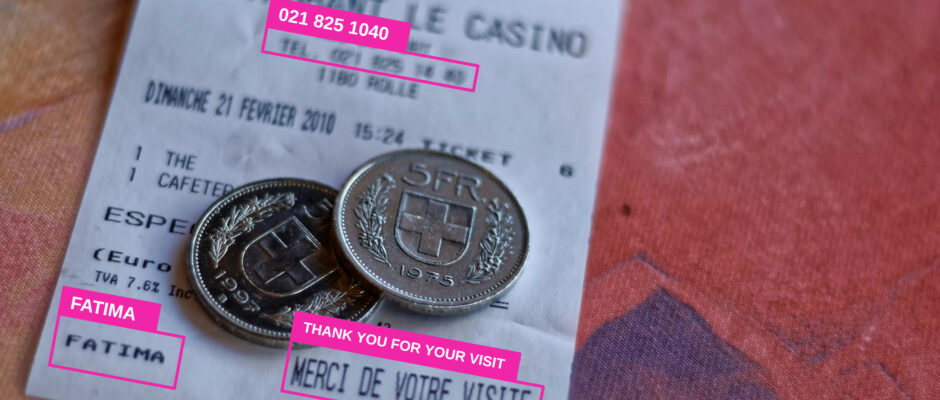 021 825 1040
LE CASINO
TEL. 021 825 10 40
1180 ROLLE
DIMANCHE 21 FEVRIER 2010 15:24 TICKET
6
1 THE
1 CAFETER
ESPE
(Euro
TVA 7.6% Inc
5FR.
1975
5
1995
FATIMA
FATIMA
THANK YOU FOR YOUR VISIT
MERCI DE VOTRE VISITE